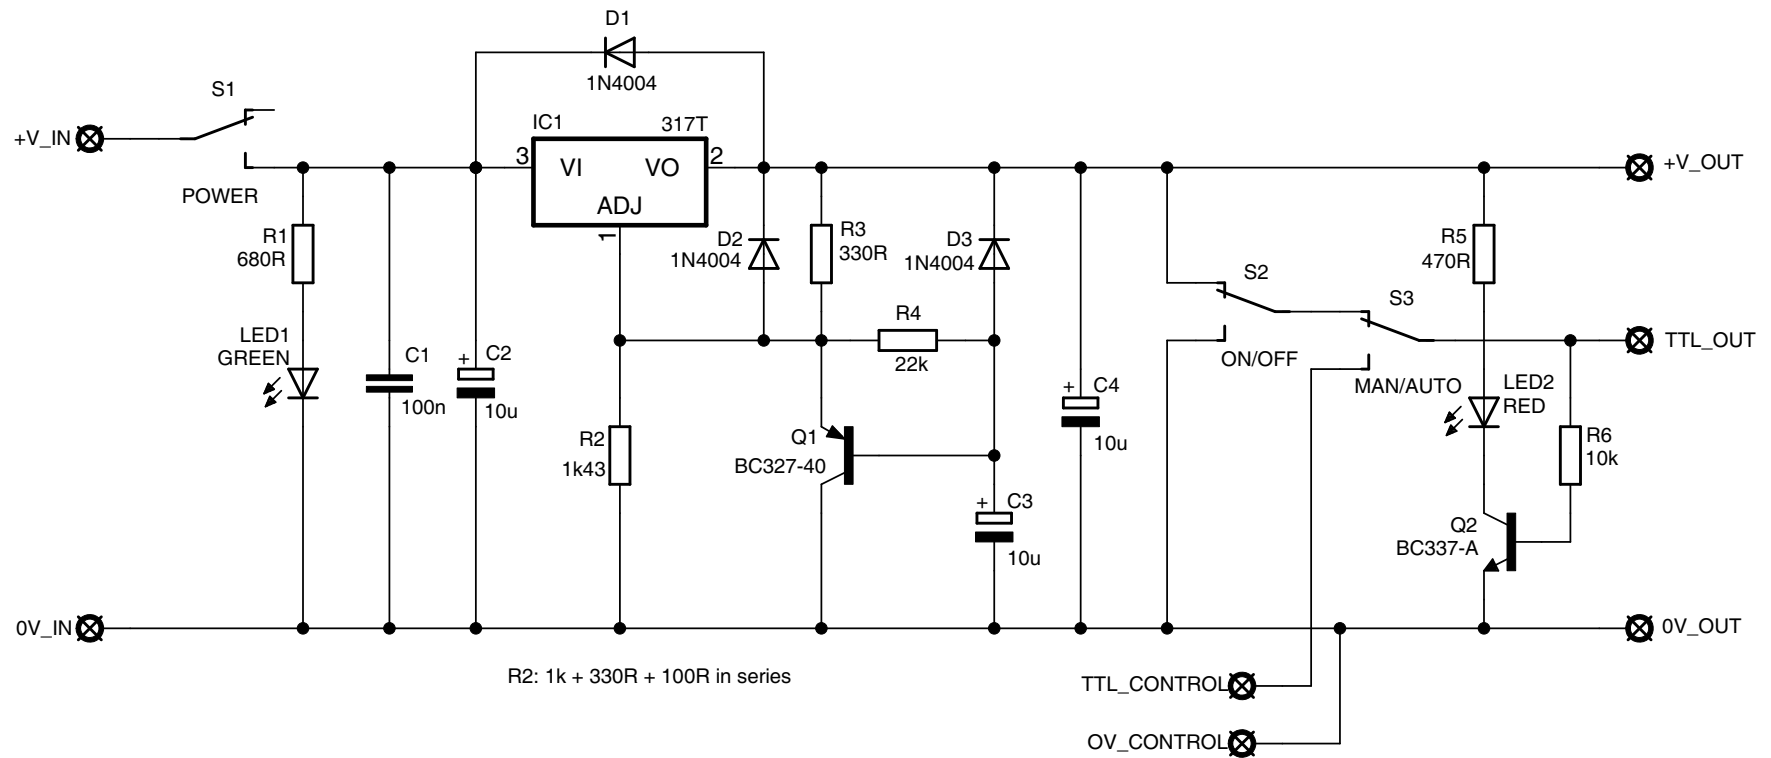 D1
1N4004
S1
+V_IN
POWER
IC1
317T
3
VI
VO
2
ADJ
1
+V_OUT
R1
680R
D2
1N4004
R3
330R
D3
1N4004
R5
470R
S2
S3
LED1
GREEN
C1
100n
+
C2
10u
R4
22k
ON/OFF
MAN/AUTO
TTL_OUT
+
C4
10u
LED2
RED
R2
1k43
Q1
BC327-40
R6
10k
+
C3
10u
Q2
BC337-A
0V_IN
0V_OUT
R2: 1k + 330R + 100R in series
TTL_CONTROL
OV_CONTROL